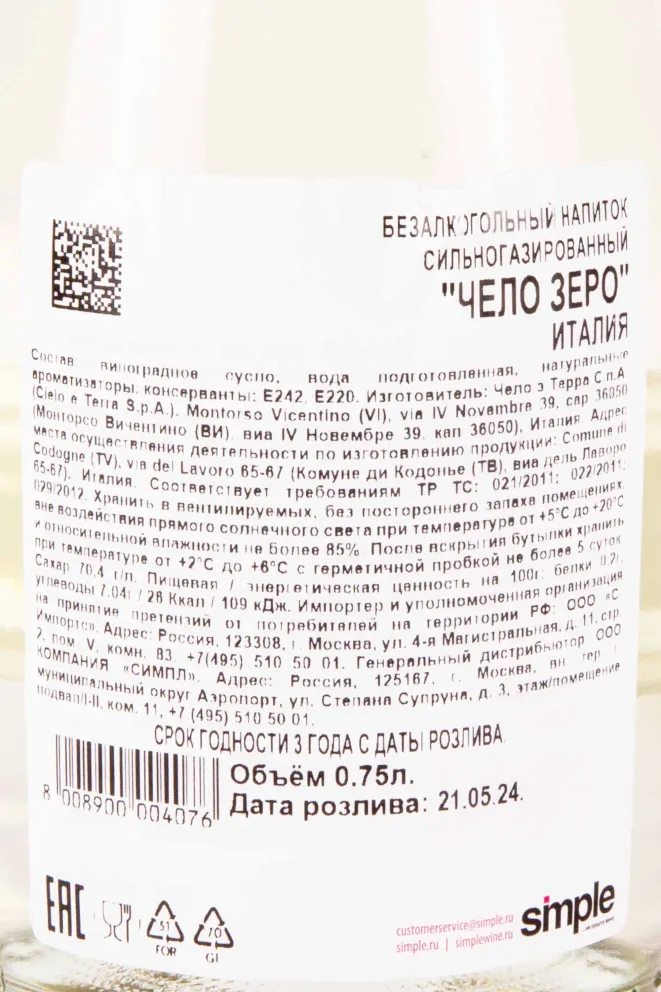 БЕЗАЛКОГОЛЬНЫЙ НАПИТОК
СИЛЬНОГАЗИРОВАННЫЙ
"ЧЕЛО ЗЕРО"
ИТАЛИЯ
Состав: виноградное сусло, вода подготовленная, натуральные
ароматизаторы, консерванты: Е242, Е220. Изготовитель: Чело э Терра С.п.А.
(Cielo e Terra S.p.A.). Montorso Vicentino (VI), via IV Novembre 39, cap 36050
(Монторсо Вичентино (ВИ), виа IV Новембре 39, кап 36050), Италия. Адрес
места осуществления деятельности по изготовлению продукции: Comune di
Codogne (TV), via del Lavoro 65-67 (Комуне ди Кодонье (ТВ), виа дель Лаворо
65-67), Италия. Соответствует требованиям ТР ТС: 021/2011; 022/2011;
029/2012. Хранить в вентилируемых, без постороннего запаха помещениях,
вне воздействия прямого солнечного света при температуре от +5°С до +20°С
и относительной влажности не более 85%. После вскрытия бутылки хранить
при температуре от +2°С до +6°С с герметичной пробкой не более 5 суток.
Сахар 70,4 г/л. Пищевая / энергетическая ценность на 100г: белки 0,2г,
углеводы 7,04г / 26 Ккал / 109 кДж. Импортер и уполномоченная организация
на принятие претензий от потребителей на территории РФ: ООО «С
Импортс». Адрес: Россия, 123308, г. Москва, ул. 4-я Магистральная, д. 11, стр.
2, пом. V, комн. 83. +7(495) 510 50 01. Генеральный дистрибьютор ООО
КОМПАНИЯ «СИМПЛ». Адрес: Россия, 125167, г. Москва, вн. тер. г.
муниципальный округ Аэропорт, ул. Степана Супруна, д. 3, этаж/помещение
подвал/I-II, ком. 11, +7 (495) 510 50 01.
СРОК ГОДНОСТИ 3 ГОДА С ДАТЫ РОЗЛИВА.
Объём 0.75л.
Дата розлива: 21.05.24.
8 008900 004076
EAC
51
FOR
70
Gl
customerservice@simple.ru
simple.ru | simplewine.ru
simple
...не просто вино